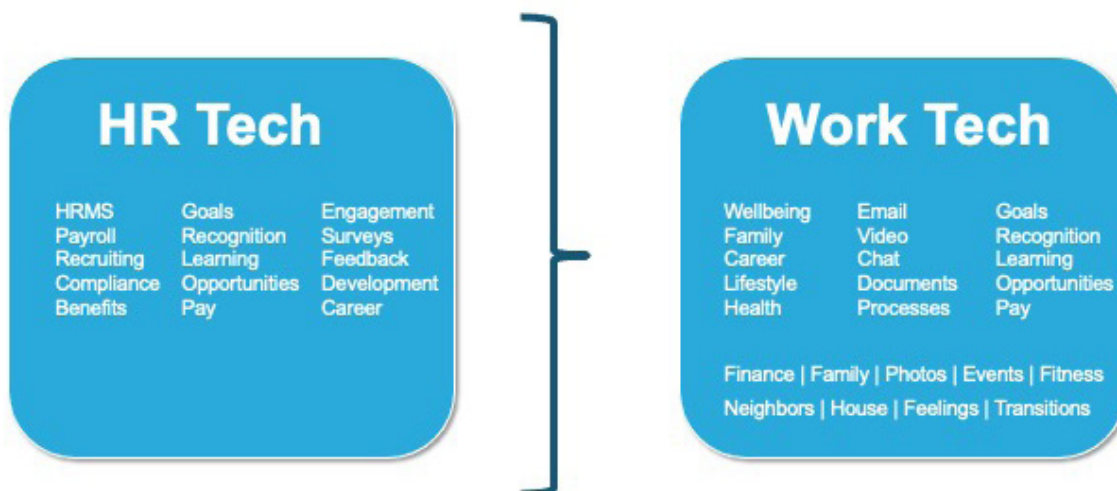 HR Tech
HRMS Goals Engagement
Payroll Recognition Surveys
Recruiting Learning Feedback
Compliance Opportunities Development
Benefits Pay Career
Work Tech
Wellbeing Email Goals
Family Video Recognition
Career Chat Learning
Lifestyle Documents Opportunities
Health Processes Pay
Finance | Family | Photos | Events | Fitness
Neighbors | House | Feelings | Transitions